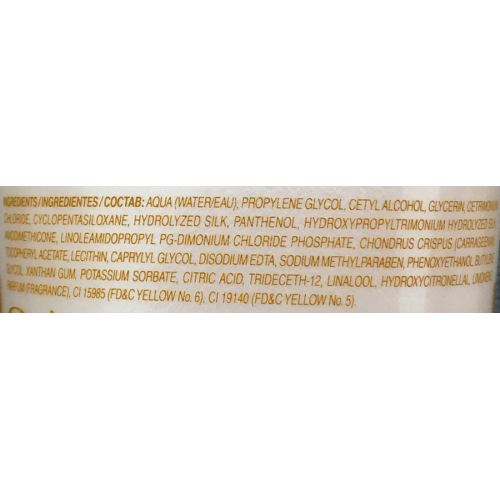 INGREDIENTS/INGREDIENTES/COCTAB: AQUA (WATER/EAU), PROPYLENE GLYCOL, CETYL ALCOHOL, GLYCERIN, CETRIMONIUM
CHLORIDE, CYCLOPENTASILOXANE, HYDROLYZED SILK, PANTHENOL, HYDROXYPROPYLTRIMONIUM HYDROLYZED SILK,
AMODIMETHICONE, LINOLEAMIDOPROPYL PG-DIMONIUM CHLORIDE PHOSPHATE, CHONDRUS CRISPUS (CARRAGEENAN),
TOCOPHERYL ACETATE, LECITHIN, CAPRYLYL GLYCOL, DISODIUM EDTA, SODIUM METHYLPARABEN, PHENOXYETHANOL, BUTYLENE
GLYCOL, XANTHAN GUM, POTASSIUM SORBATE, CITRIC ACID, TRIDECETH-12, LINALOOL, HYDROXYCITRONELLAL, LIMONENE,
PARFUM (FRAGRANCE), CI 15985 (FD&C YELLOW No. 6), CI 19140 (FD&C YELLOW No. 5).